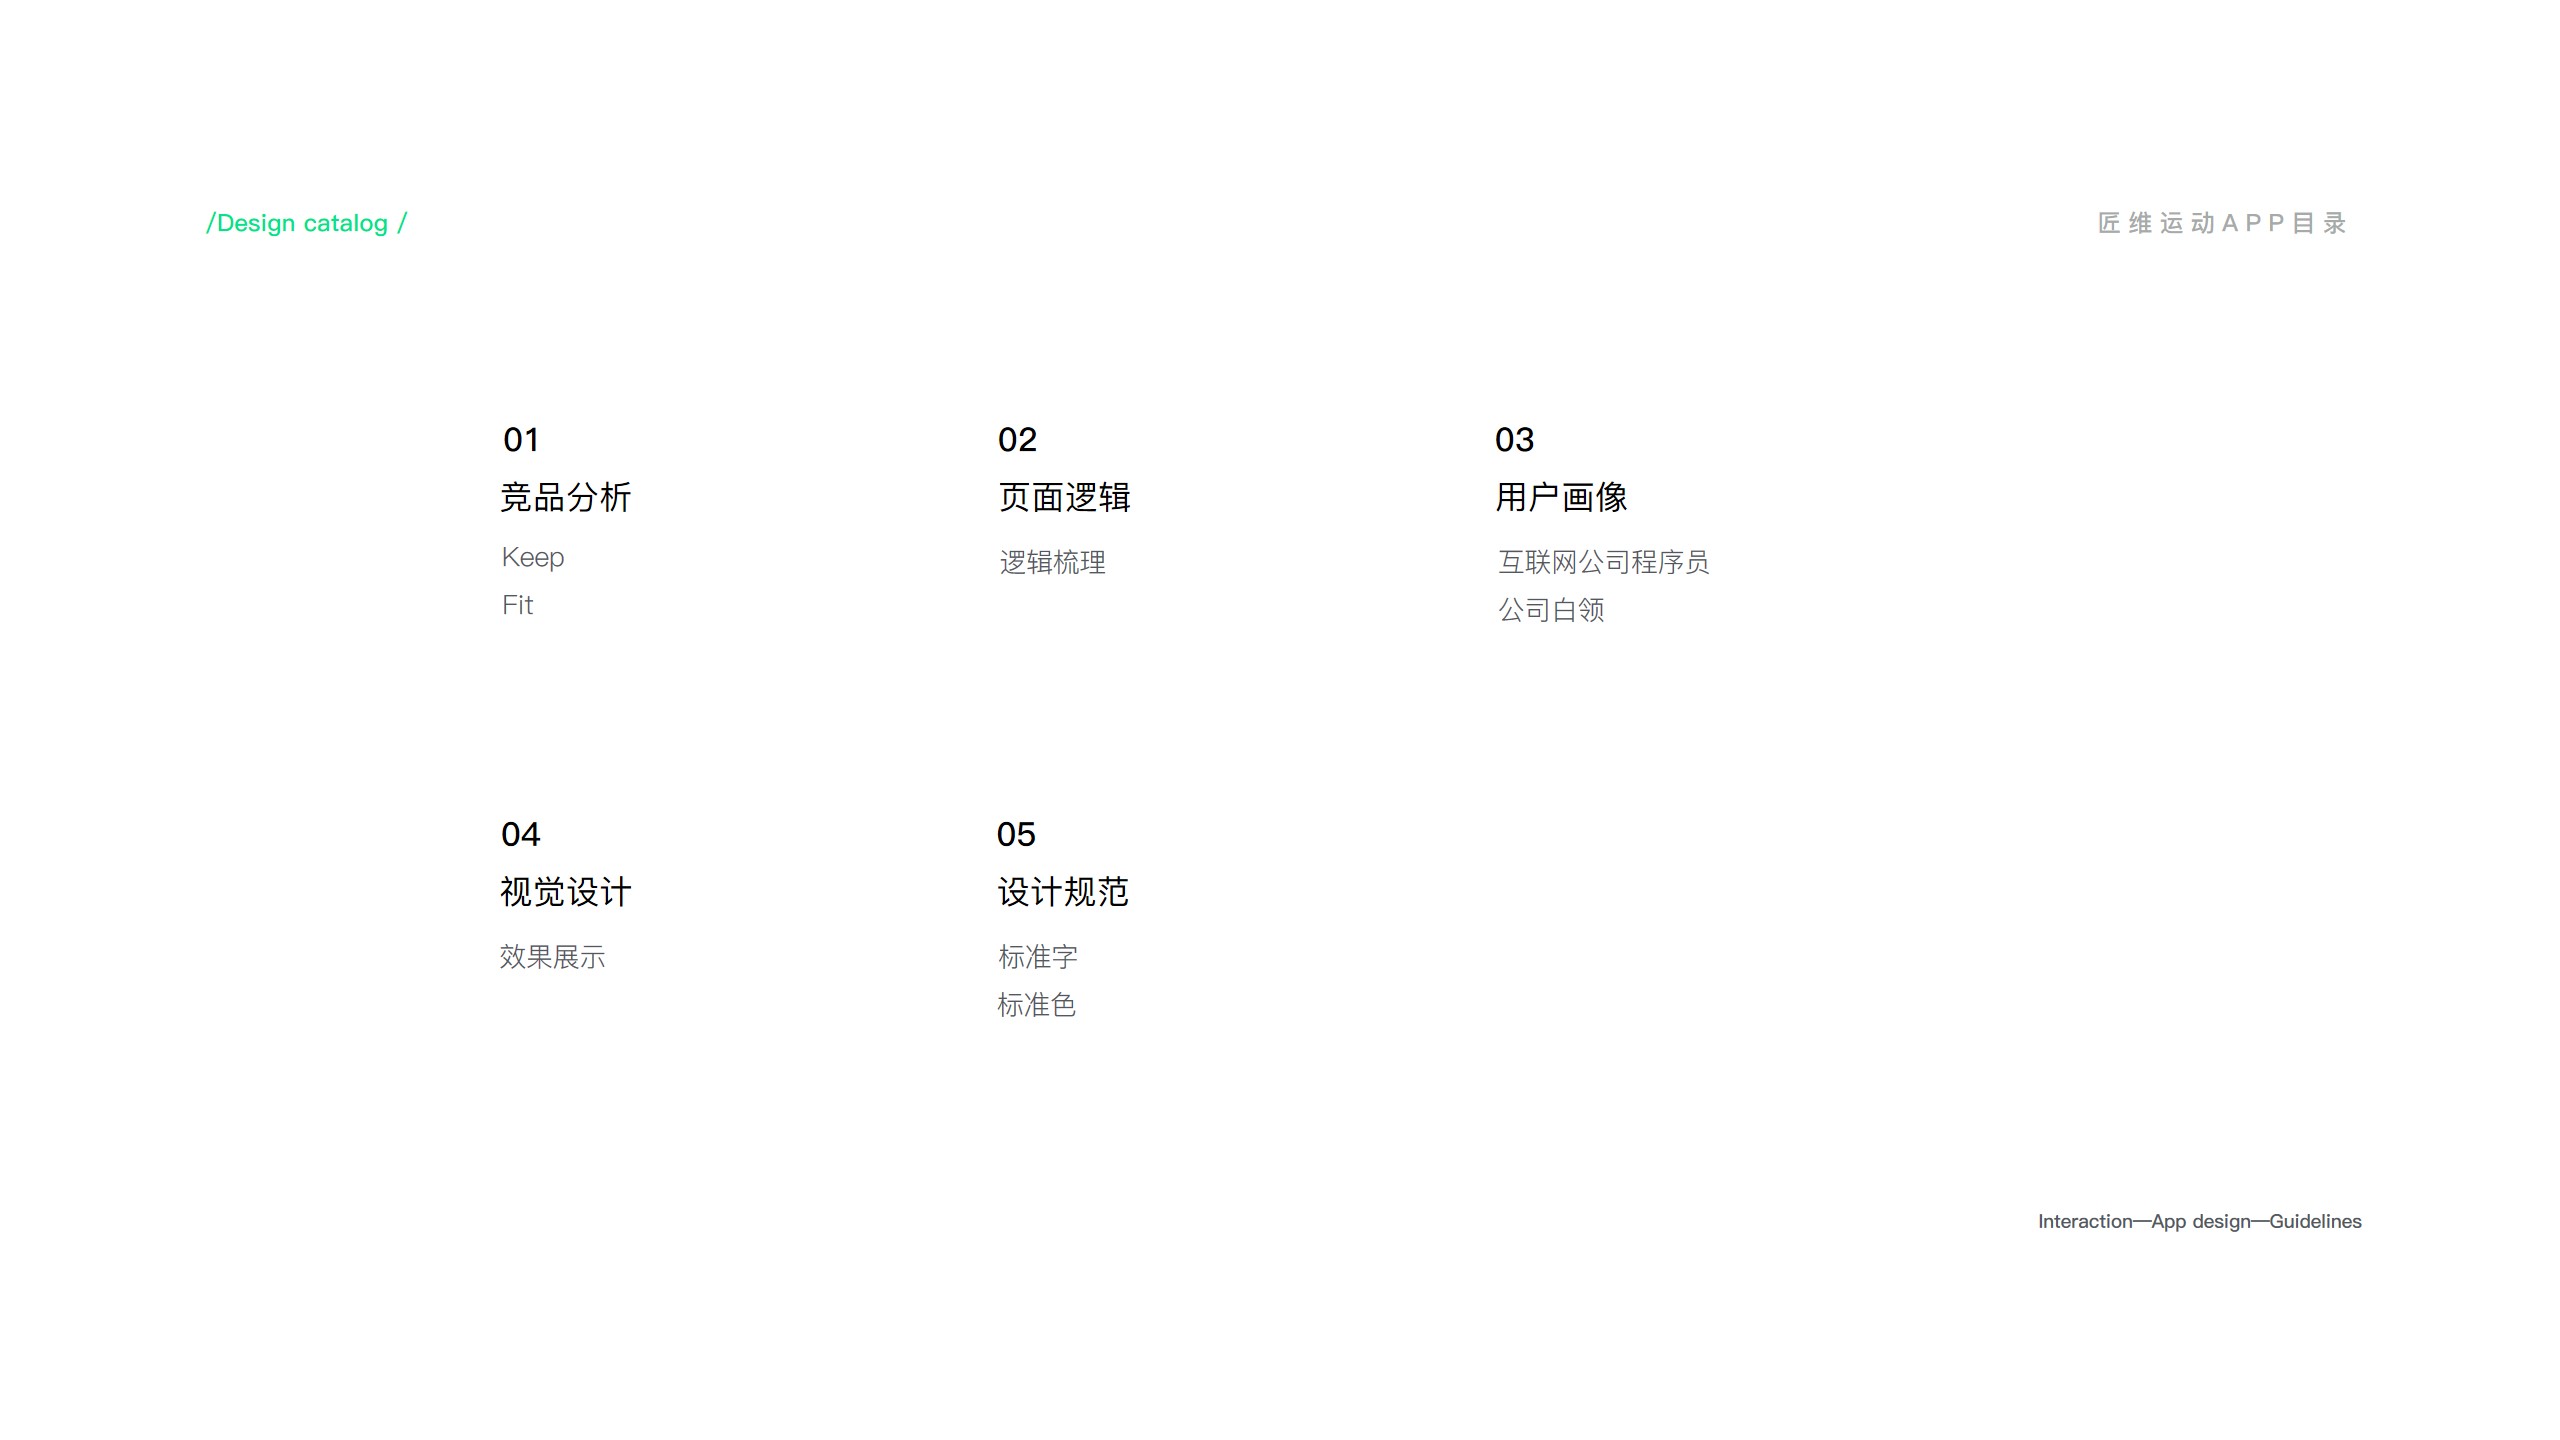 /Design catalog /
匠维运动APP目录
01
竞品分析
Keep
Fit
02
页面逻辑
逻辑梳理
03
用户画像
互联网公司程序员
公司白领
04
视觉设计
效果展示
05
设计规范
标准字
标准色
Interaction—App design—Guidelines